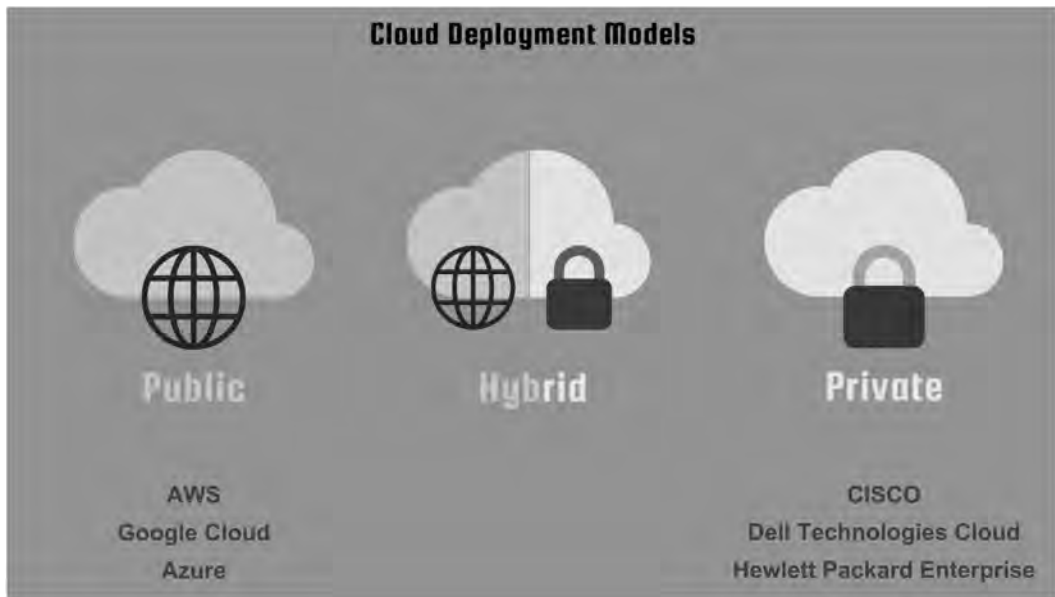 Cloud Deployment Models
Public
Hybrid
Private
AWS
Google Cloud
Azure
CISCO
Dell Technologies Cloud
Hewlett Packard Enterprise